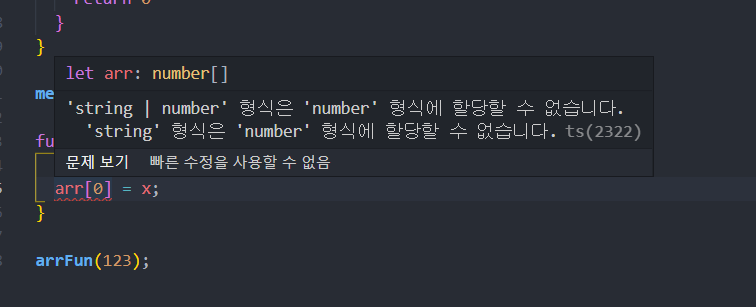 return 0
}
}
let arr: number[]
'string | number' 형식은 'number' 형식에 할당할 수 없습니다.
'string' 형식은 'number' 형식에 할당할 수 없습니다. ts(2322)
me
fu
문제 보기 빠른 수정을 사용할 수 없음
arr[0] = x;
}
arrFun(123);